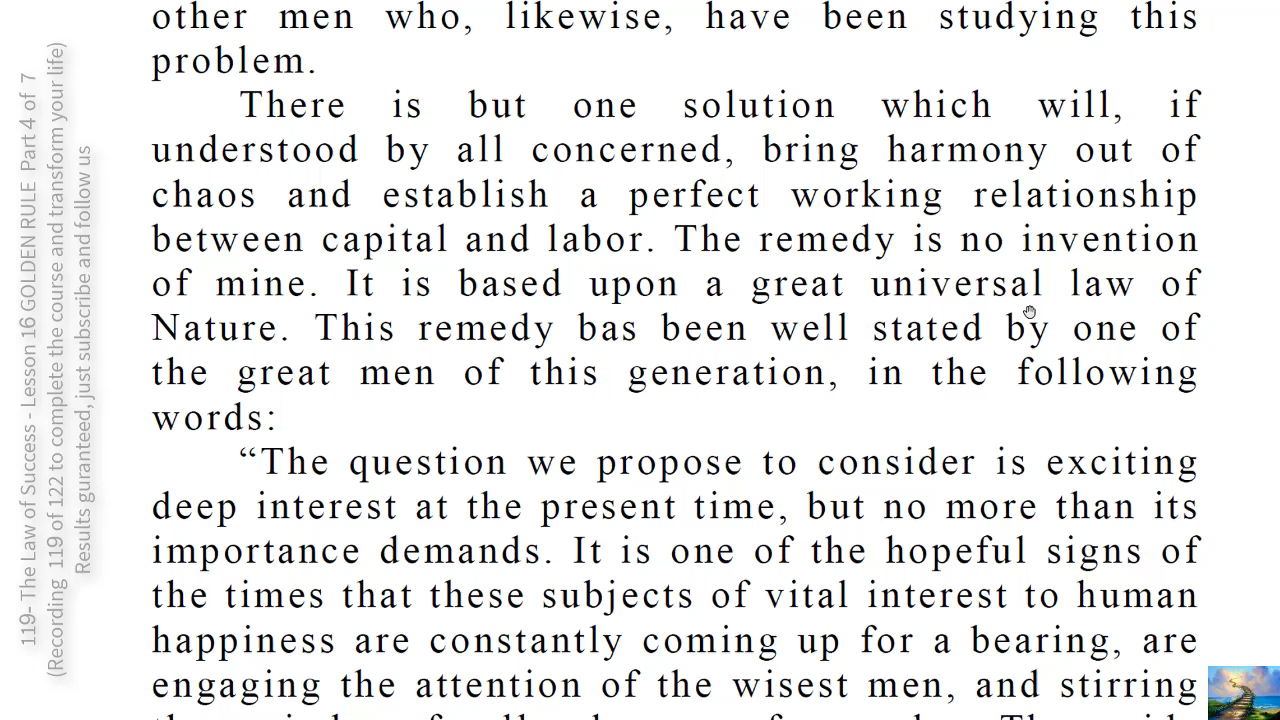 other men who, likewise, have been studying this
problem.
There is but one solution which will, if
understood by all concerned, bring harmony out of
chaos and establish a perfect working relationship
between capital and labor. The remedy is no invention
of mine. It is based upon a great universal law of
Nature. This remedy bas been well stated by one of
the great men of this generation, in the following
words:
“The question we propose to consider is exciting
deep interest at the present time, but no more than its
importance demands. It is one of the hopeful signs of
the times that these subjects of vital interest to human
happiness are constantly coming up for a bearing, are
engaging the attention of the wisest men, and stirring
119- The Law of Success - Lesson 16 GOLDEN RULE Part 4 of 7
(Recording 119 of 122 to complete the course and transform your life)
Results guranteed, just subscribe and follow us